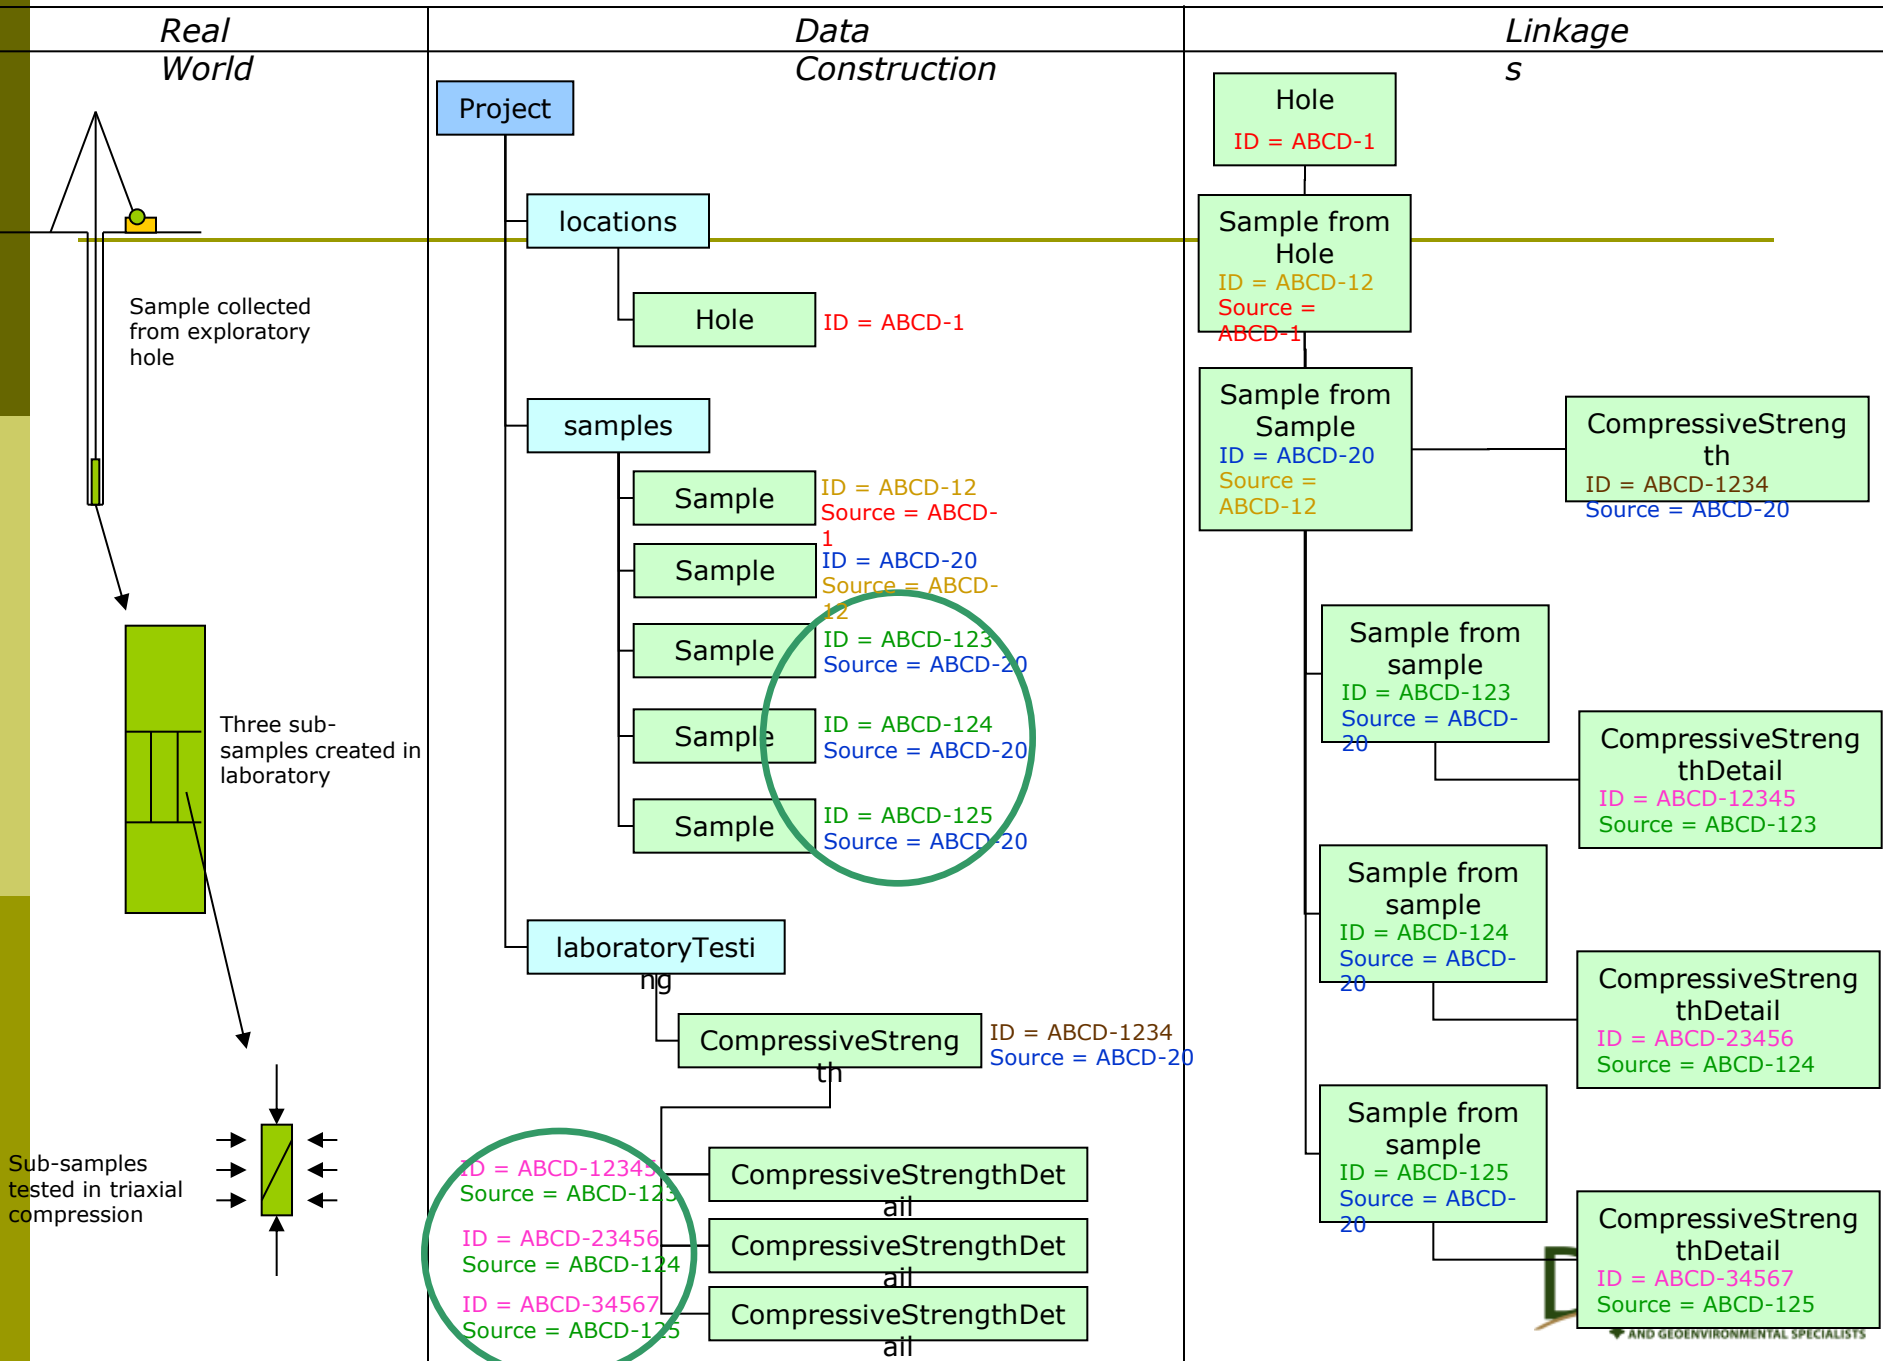 Real
World
Data
Construction
Linkage
s
Sample collected
from exploratory
hole
Three sub-
samples created in
laboratory
Sub-samples
tested in triaxial
compression
Project
locations
Hole
ID = ABCD-1
samples
Sample
ID = ABCD-12
Source = ABCD-
1
Sample
ID = ABCD-20
Source = ABCD-
12
Sample
ID = ABCD-123
Source = ABCD-20
Sample
ID = ABCD-124
Source = ABCD-20
Sample
ID = ABCD-125
Source = ABCD-20
laboratoryTesti
ng
CompressiveStreng
th
ID = ABCD-1234
Source = ABCD-20
ID = ABCD-12345
Source = ABCD-123
CompressiveStrengthDet
ail
ID = ABCD-23456
Source = ABCD-124
CompressiveStrengthDet
ail
ID = ABCD-34567
Source = ABCD-125
CompressiveStrengthDet
ail
Hole
ID = ABCD-1
Sample from
Hole
ID = ABCD-12
Source =
ABCD-1
Sample from
Sample
ID = ABCD-20
Source =
ABCD-12
CompressiveStreng
th
ID = ABCD-1234
Source = ABCD-20
Sample from
sample
ID = ABCD-123
Source = ABCD-
20
CompressiveStreng
thDetail
ID = ABCD-12345
Source = ABCD-123
Sample from
sample
ID = ABCD-124
Source = ABCD-
20
CompressiveStreng
thDetail
ID = ABCD-23456
Source = ABCD-124
Sample from
sample
ID = ABCD-125
Source = ABCD-
20
CompressiveStreng
thDetail
ID = ABCD-34567
Source = ABCD-125
AND GEOENVIRONMENTAL SPECIALISTS